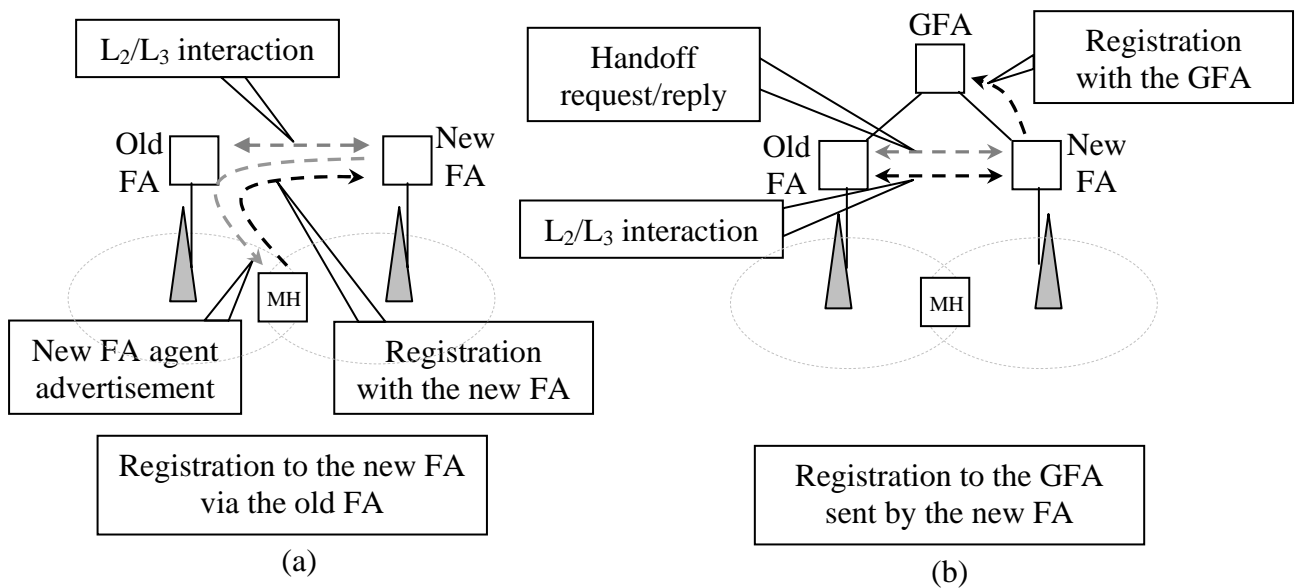 L2/L3 interaction
Old
FA
New
FA
MH
New FA agent
advertisement
Registration
with the new FA
Registration to the new FA
via the old FA
(a)
GFA
Handoff
request/reply
Registration
with the GFA
Old
FA
New
FA
L2/L3 interaction
MH
Registration to the GFA
sent by the new FA
(b)